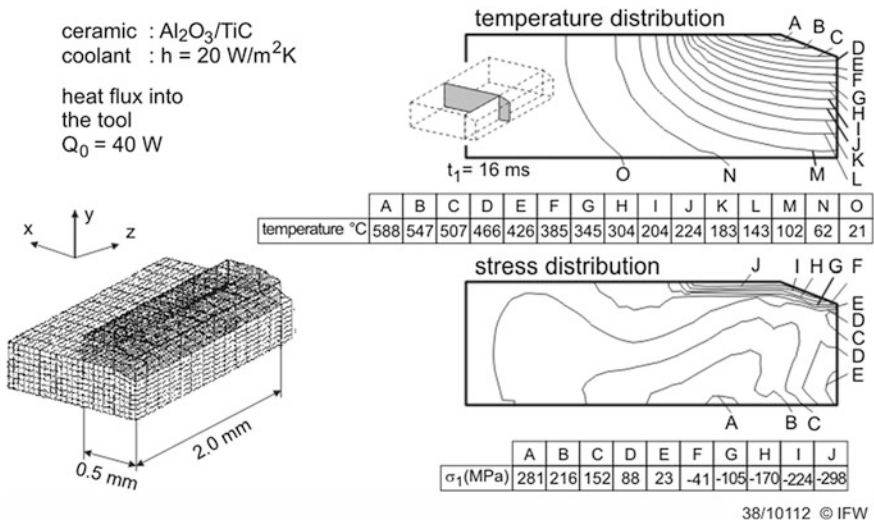 ceramic : Al2O3/TiC
coolant : h = 20 W/m²K
heat flux into
the tool
Q0 = 40 W
temperature distribution
A B C D
E
F
G
H
I
J
K
L
t1= 16 ms
O N M
A B C D E F G H I J K L M N O
temperature °C 588 547 507 466 426 385 345 304 204 224 183 143 102 62 21
x y z
stress distribution
J I H G F
E
D
C
D
E
A B C
2.0 mm
0.5 mm
A B C D E F G H I J
σ1(MPa) 281 216 152 88 23 -41 -105 -170 -224 -298
38/10112 © IFW